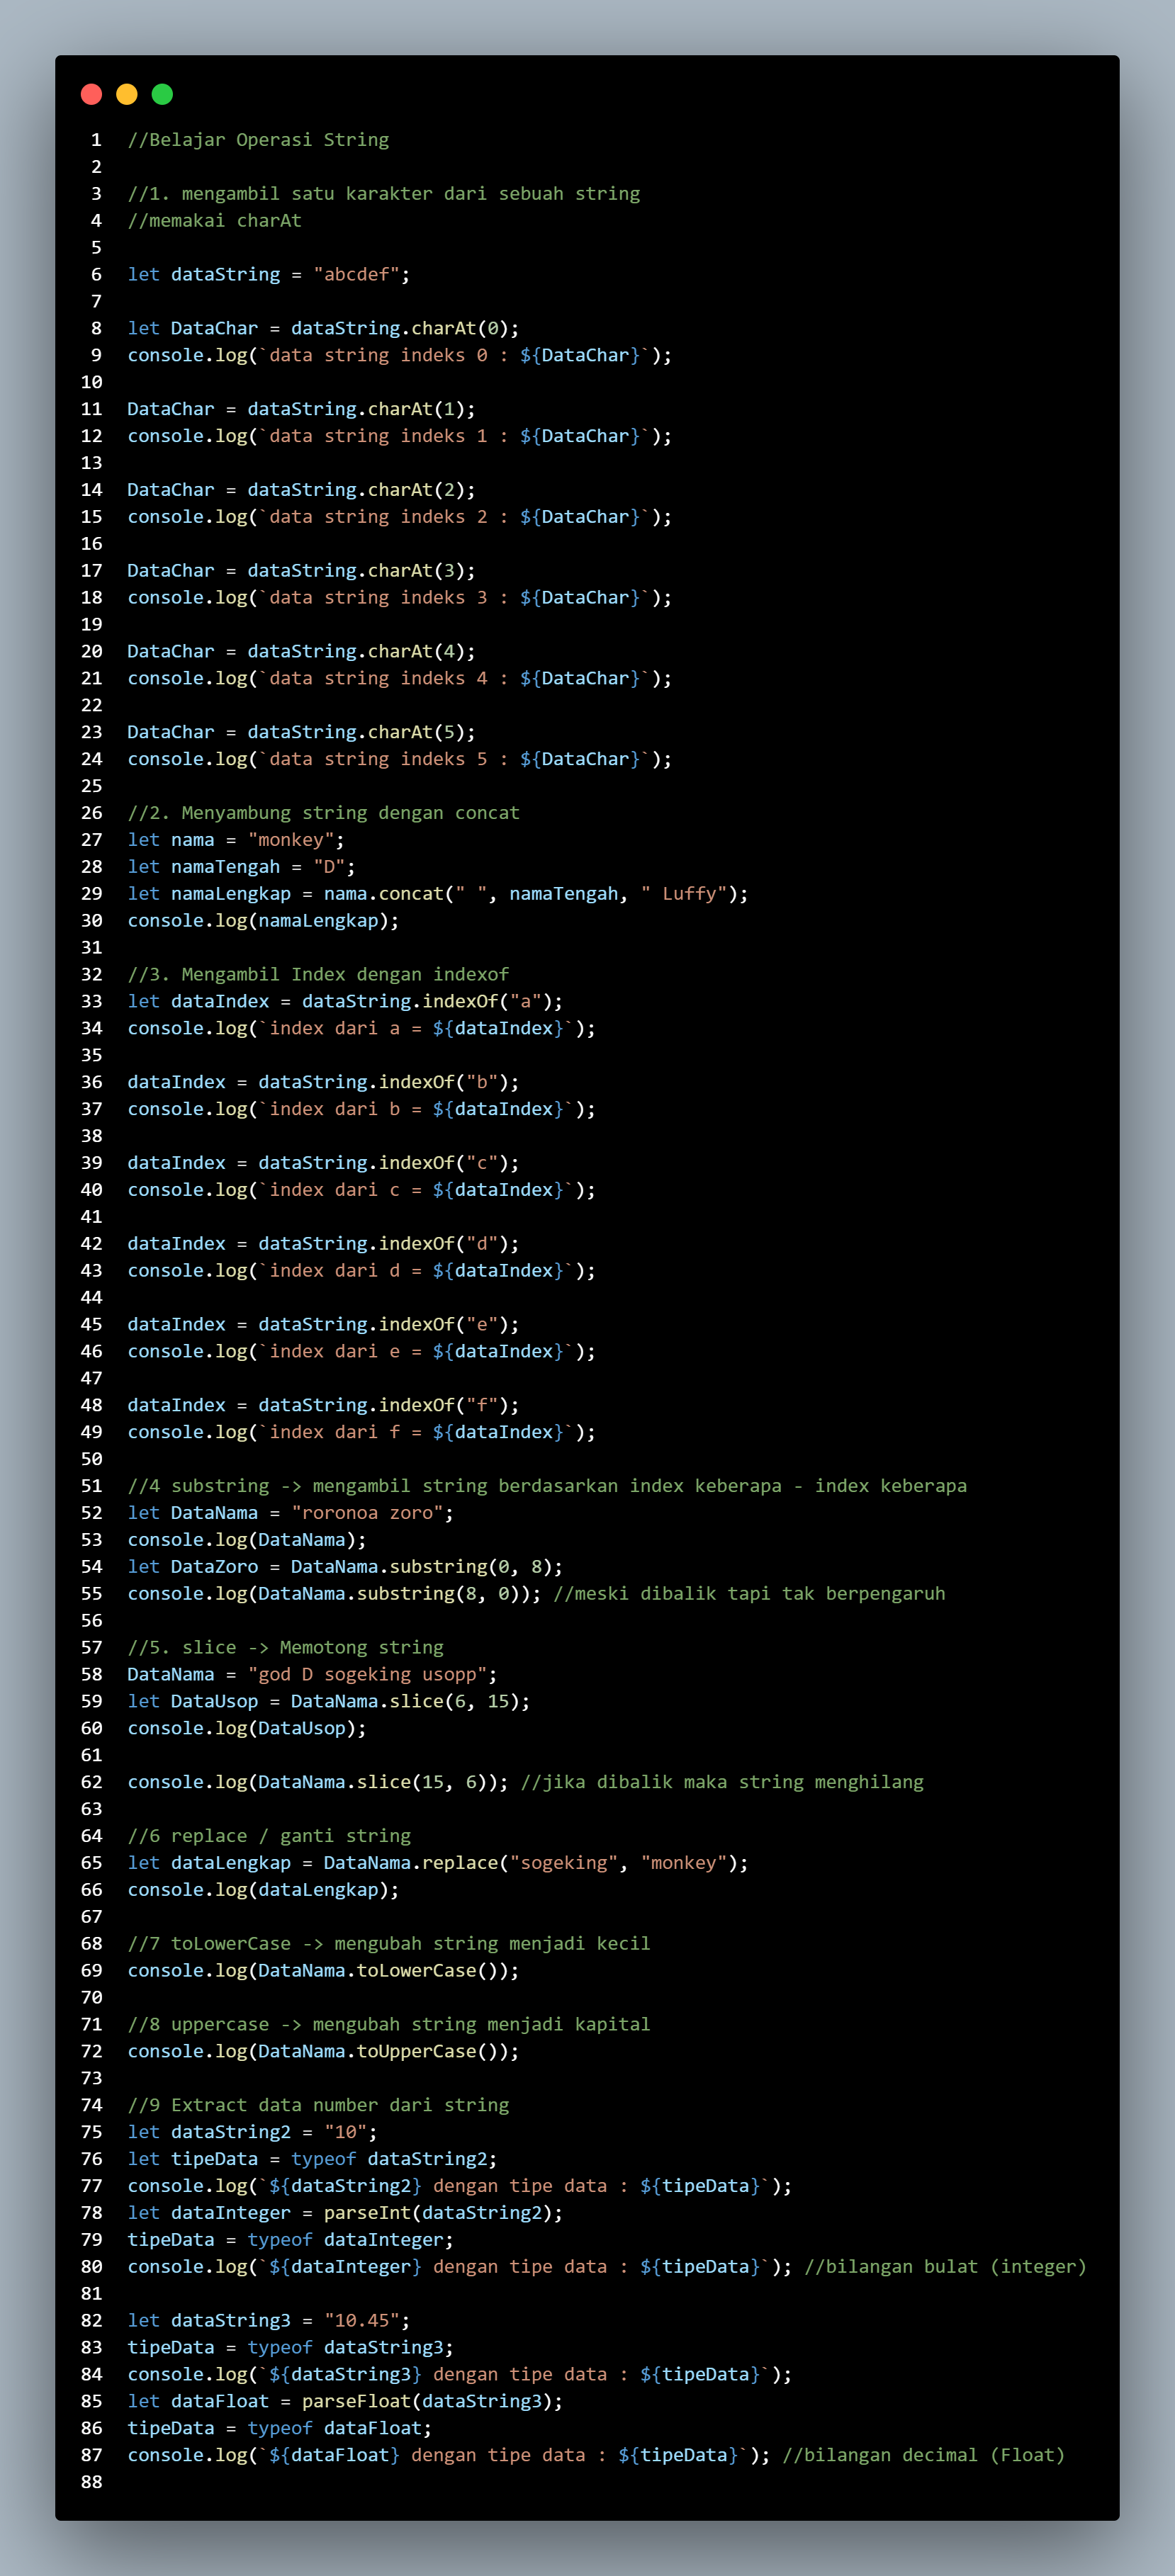 1 //Belajar Operasi String
2
3 //1. mengambil satu karakter dari sebuah string
4 //memakai charAt
5
6 let dataString = "abcdef";
7
8 let DataChar = dataString.charAt(0);
9 console.log(`data string indeks 0 : ${DataChar}`);
10
11 DataChar = dataString.charAt(1);
12 console.log(`data string indeks 1 : ${DataChar}`);
13
14 DataChar = dataString.charAt(2);
15 console.log(`data string indeks 2 : ${DataChar}`);
16
17 DataChar = dataString.charAt(3);
18 console.log(`data string indeks 3 : ${DataChar}`);
19
20 DataChar = dataString.charAt(4);
21 console.log(`data string indeks 4 : ${DataChar}`);
22
23 DataChar = dataString.charAt(5);
24 console.log(`data string indeks 5 : ${DataChar}`);
25
26 //2. Menyambung string dengan concat
27 let nama = "monkey";
28 let namaTengah = "D";
29 let namaLengkap = nama.concat(" ", namaTengah, " Luffy");
30 console.log(namaLengkap);
31
32 //3. Mengambil Index dengan indexof
33 let dataIndex = dataString.indexOf("a");
34 console.log(`index dari a = ${dataIndex}`);
35
36 dataIndex = dataString.indexOf("b");
37 console.log(`index dari b = ${dataIndex}`);
38
39 dataIndex = dataString.indexOf("c");
40 console.log(`index dari c = ${dataIndex}`);
41
42 dataIndex = dataString.indexOf("d");
43 console.log(`index dari d = ${dataIndex}`);
44
45 dataIndex = dataString.indexOf("e");
46 console.log(`index dari e = ${dataIndex}`);
47
48 dataIndex = dataString.indexOf("f");
49 console.log(`index dari f = ${dataIndex}`);
50
51 //4 substring -> mengambil string berdasarkan index keberapa - index keberapa
52 let DataNama = "roronoa zoro";
53 console.log(DataNama);
54 let DataZoro = DataNama.substring(0, 8);
55 console.log(DataNama.substring(8, 0)); //meski dibalik tapi tak berpengaruh
56
57 //5. slice -> Memotong string
58 DataNama = "god D sogeking usopp";
59 let DataUsop = DataNama.slice(6, 15);
60 console.log(DataUsop);
61
62 console.log(DataNama.slice(15, 6)); //jika dibalik maka string menghilang
63
64 //6 replace / ganti string
65 let dataLengkap = DataNama.replace("sogeking", "monkey");
66 console.log(dataLengkap);
67
68 //7 toLowerCase -> mengubah string menjadi kecil
69 console.log(DataNama.toLowerCase());
70
71 //8 uppercase -> mengubah string menjadi kapital
72 console.log(DataNama.toUpperCase());
73
74 //9 Extract data number dari string
75 let dataString2 = "10";
76 let tipeData = typeof dataString2;
77 console.log(`${dataString2} dengan tipe data : ${tipeData}`);
78 let dataInteger = parseInt(dataString2);
79 tipeData = typeof dataInteger;
80 console.log(`${dataInteger} dengan tipe data : ${tipeData}`); //bilangan bulat (integer)
81
82 let dataString3 = "10.45";
83 tipeData = typeof dataString3;
84 console.log(`${dataString3} dengan tipe data : ${tipeData}`);
85 let dataFloat = parseFloat(dataString3);
86 tipeData = typeof dataFloat;
87 console.log(`${dataFloat} dengan tipe data : ${tipeData}`); //bilangan decimal (Float)
88